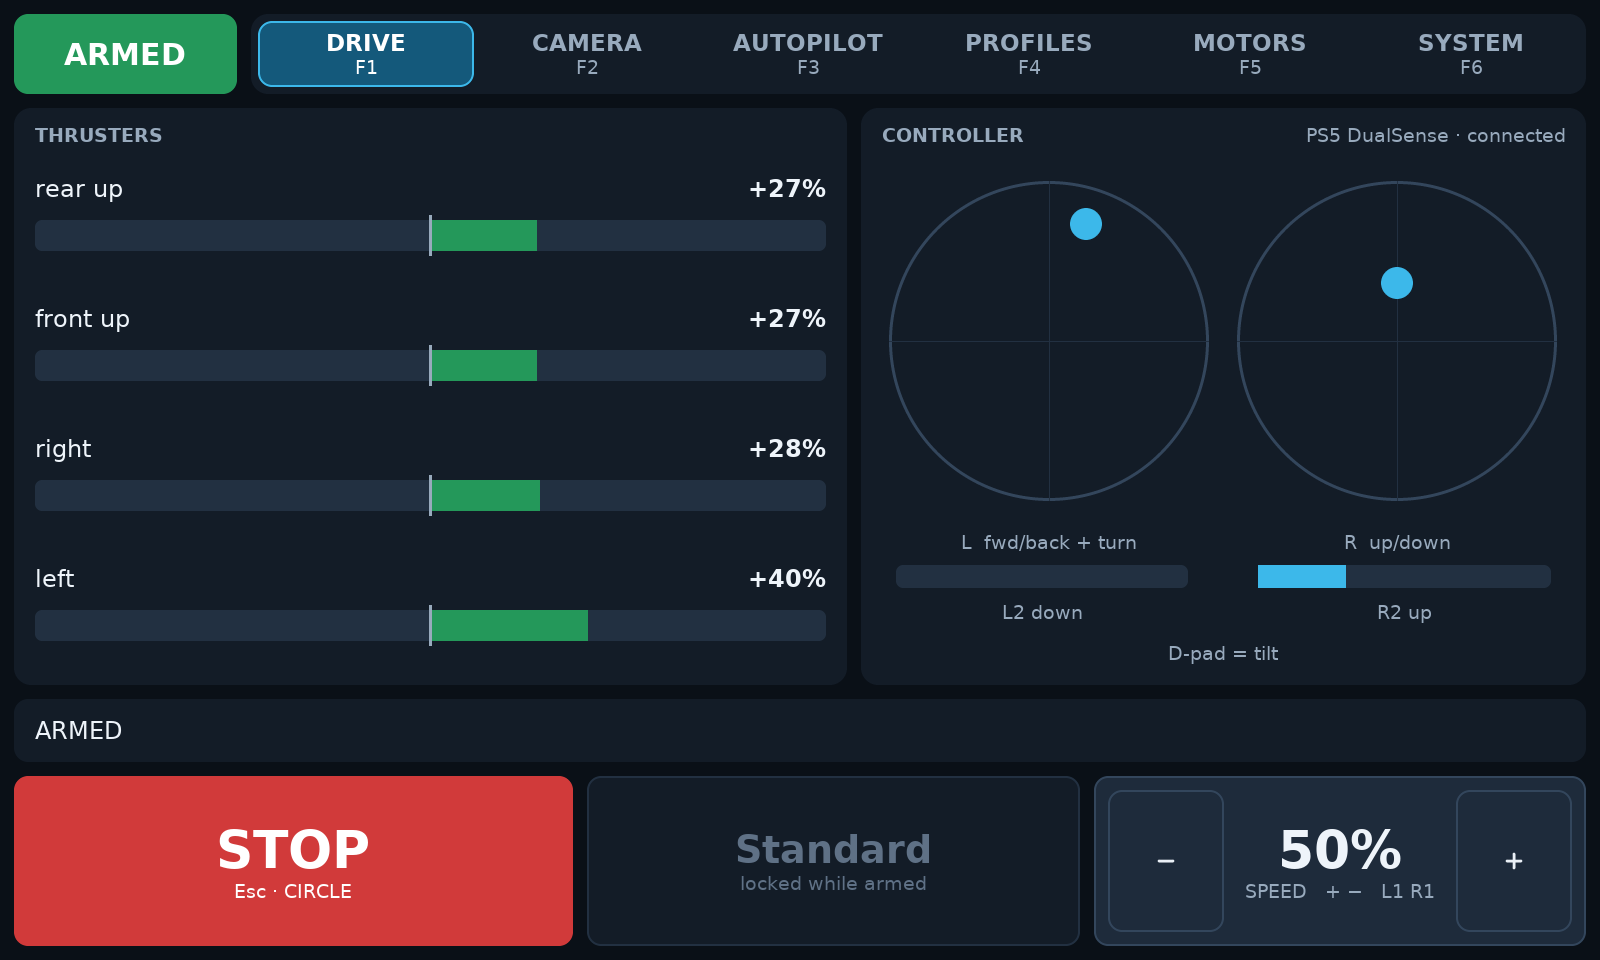 ARMED
DRIVE
F1
CAMERA
F2
AUTOPILOT
F3
PROFILES
F4
MOTORS
F5
SYSTEM
F6
THRUSTERS
rear up +27%
front up +27%
right +28%
left +40%
CONTROLLER PS5 DualSense · connected
L fwd/back + turn
R up/down
L2 down
R2 up
D-pad = tilt
ARMED
STOP
Esc · CIRCLE
Standard
locked while armed
−
50%
SPEED + − L1 R1
+